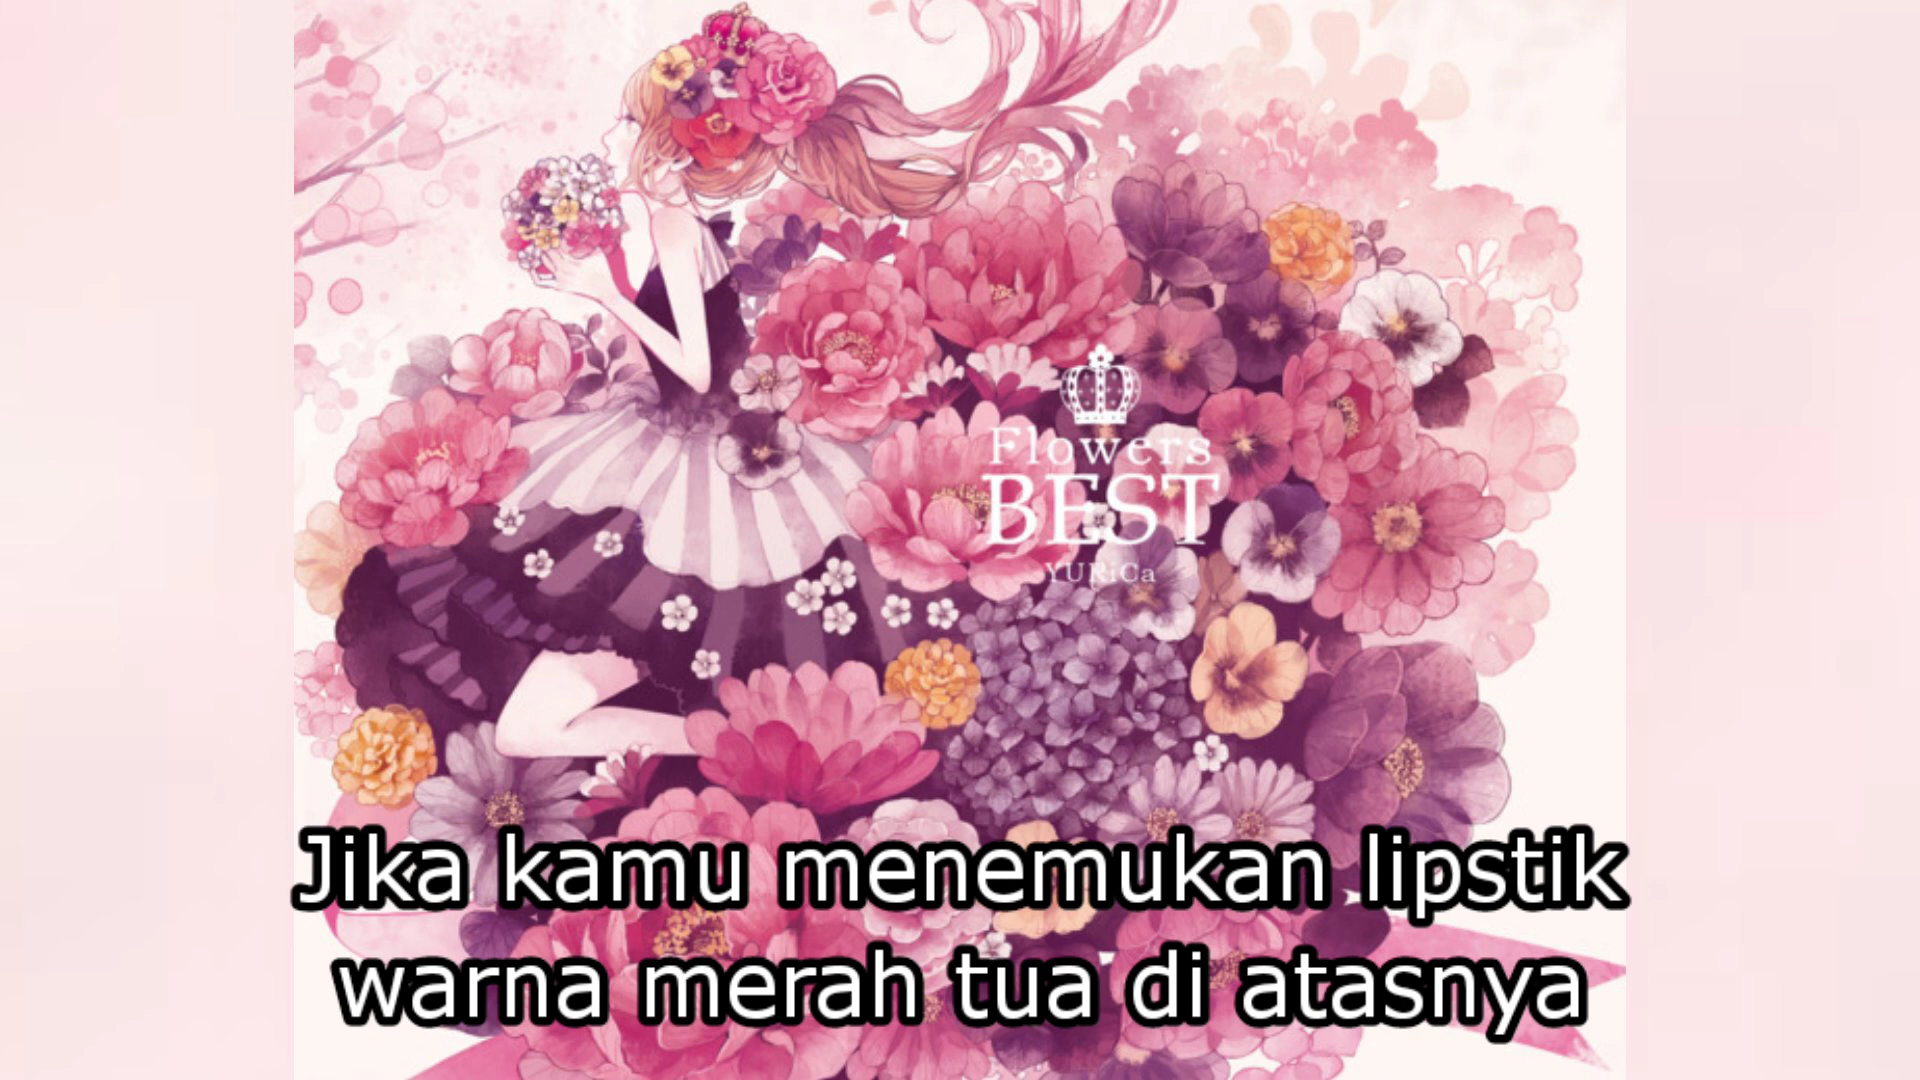 Flowers
BEST
YURiCa
Jika kamu menemukan lipstik
warna merah tua di atasnya